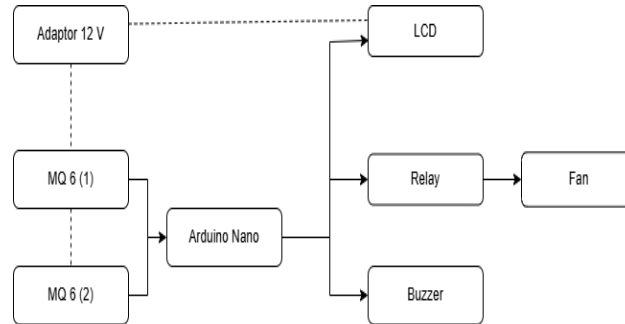 Adaptor 12 V
LCD
MQ 6 (1)
Relay
Fan
Arduino Nano
MQ 6 (2)
Buzzer